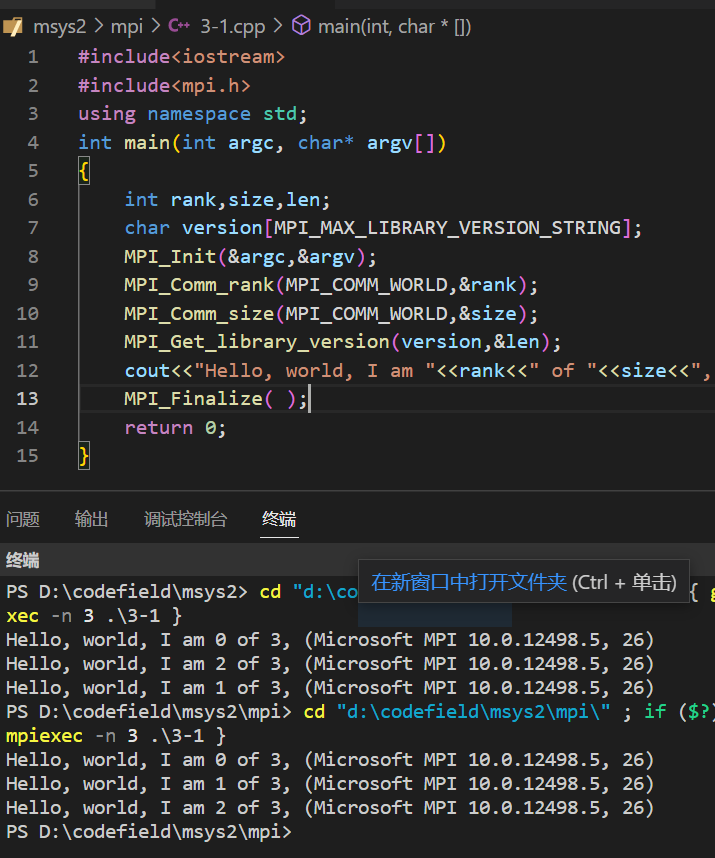 msys2 > mpi > C++ 3-1.cpp > main(int, char * [])
1 #include<iostream>
2 #include<mpi.h>
3 using namespace std;
4 int main(int argc, char* argv[])
5 {
6 int rank,size,len;
7 char version[MPI_MAX_LIBRARY_VERSION_STRING];
8 MPI_Init(&argc,&argv);
9 MPI_Comm_rank(MPI_COMM_WORLD,&rank);
10 MPI_Comm_size(MPI_COMM_WORLD,&size);
11 MPI_Get_library_version(version,&len);
12 cout<<"Hello, world, I am "<<rank<<" of "<<size<<",
13 MPI_Finalize( );
14 return 0;
15 }
问题 输出 调试控制台 终端
终端
在新窗口中打开文件夹 (Ctrl + 单击)
PS D:\codefield\msys2> cd "d:\co { g
xec -n 3 .\3-1 }
Hello, world, I am 0 of 3, (Microsoft MPI 10.0.12498.5, 26)
Hello, world, I am 2 of 3, (Microsoft MPI 10.0.12498.5, 26)
Hello, world, I am 1 of 3, (Microsoft MPI 10.0.12498.5, 26)
PS D:\codefield\msys2\mpi> cd "d:\codefield\msys2\mpi\" ; if ($?)
mpiexec -n 3 .\3-1 }
Hello, world, I am 0 of 3, (Microsoft MPI 10.0.12498.5, 26)
Hello, world, I am 1 of 3, (Microsoft MPI 10.0.12498.5, 26)
Hello, world, I am 2 of 3, (Microsoft MPI 10.0.12498.5, 26)
PS D:\codefield\msys2\mpi>